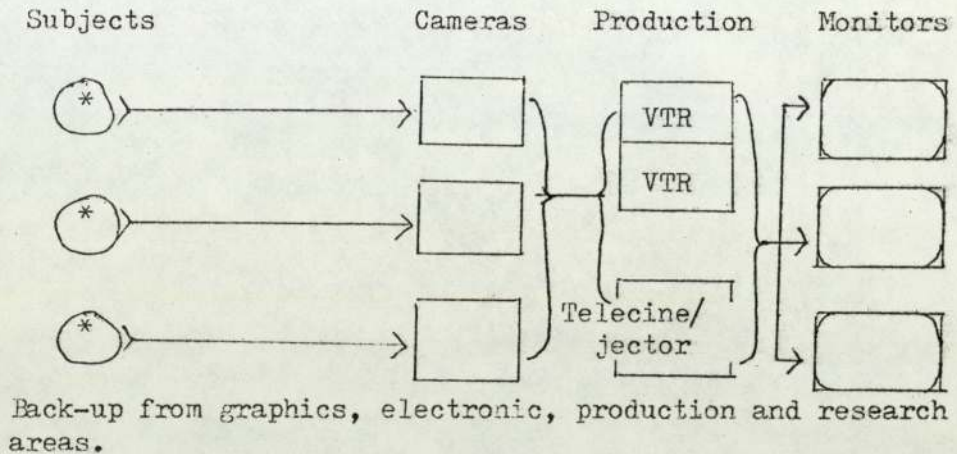 Subjects Cameras Production Monitors
*
VTR
VTR
*
Telecine/
jector
*
Back-up from graphics, electronic, production and research
areas.